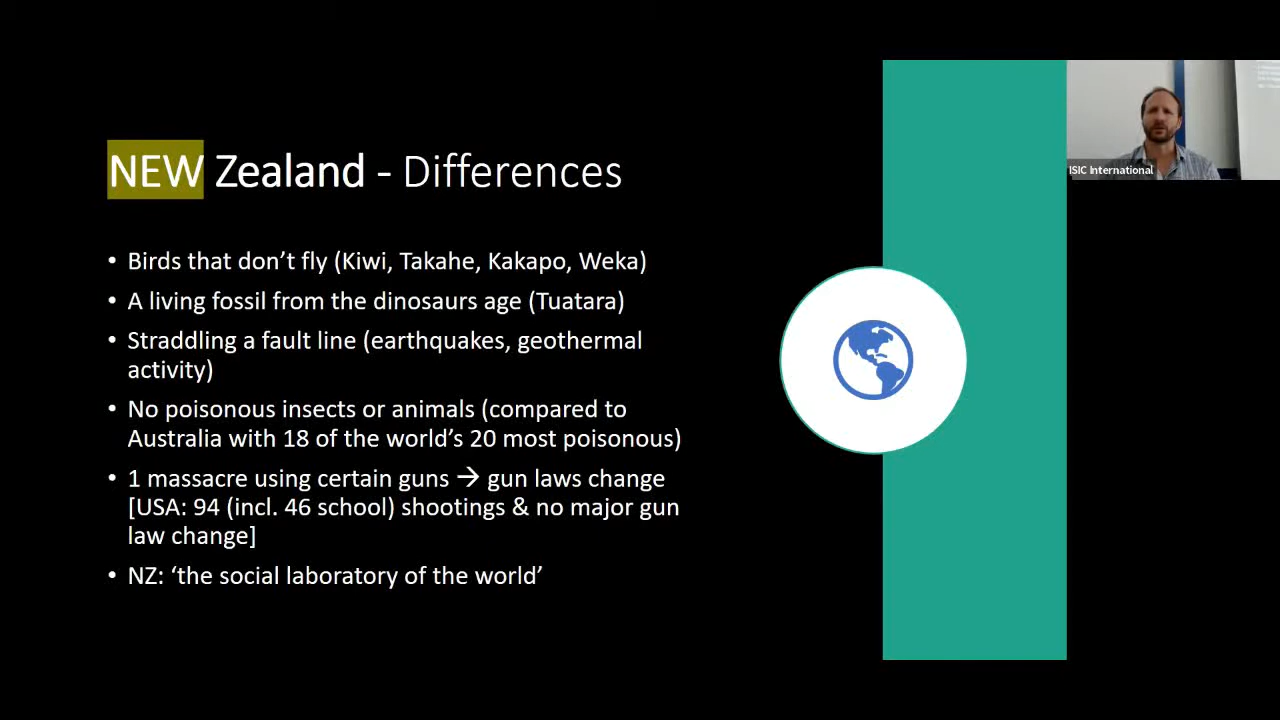 NEW Zealand - Differences
• Birds that don’t fly (Kiwi, Takahe, Kakapo, Weka)
• A living fossil from the dinosaurs age (Tuatara)
• Straddling a fault line (earthquakes, geothermal
activity)
• No poisonous insects or animals (compared to
Australia with 18 of the world’s 20 most poisonous)
• 1 massacre using certain guns → gun laws change
[USA: 94 (incl. 46 school) shootings & no major gun
law change]
• NZ: ‘the social laboratory of the world’
ISIC International